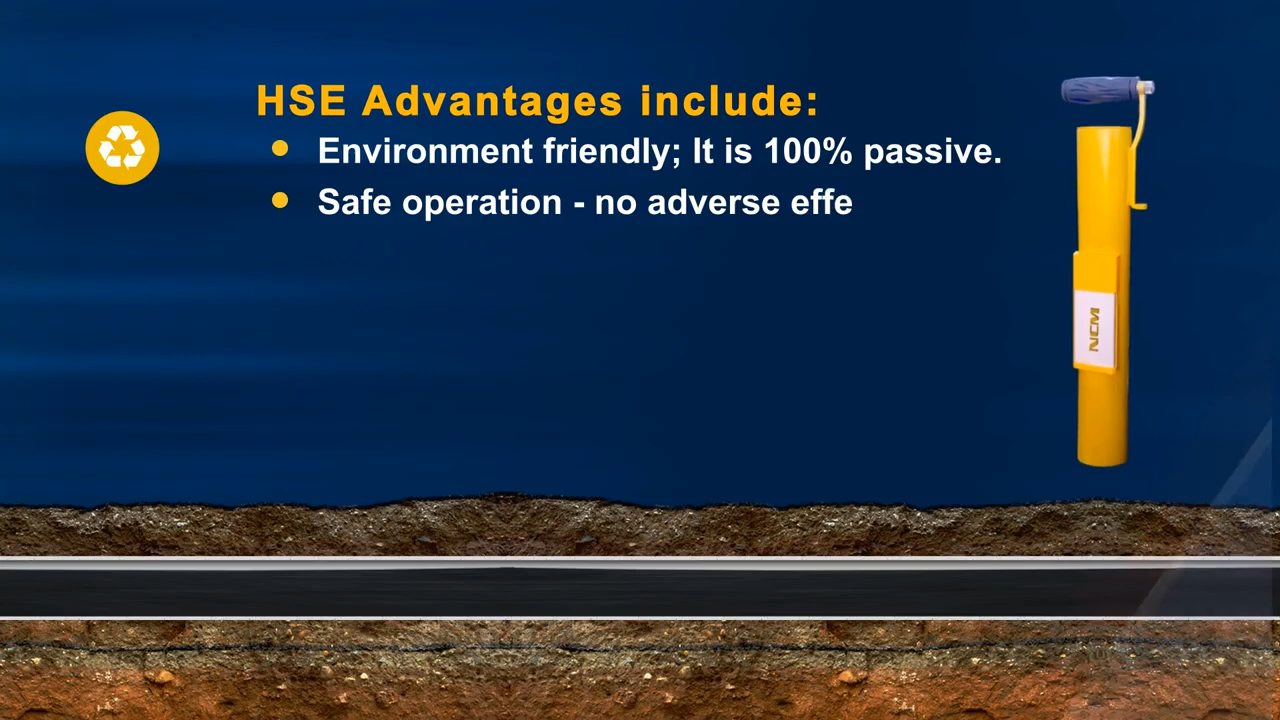 HSE Advantages include:
Environment friendly; It is 100% passive.
Safe operation - no adverse effe
NCM